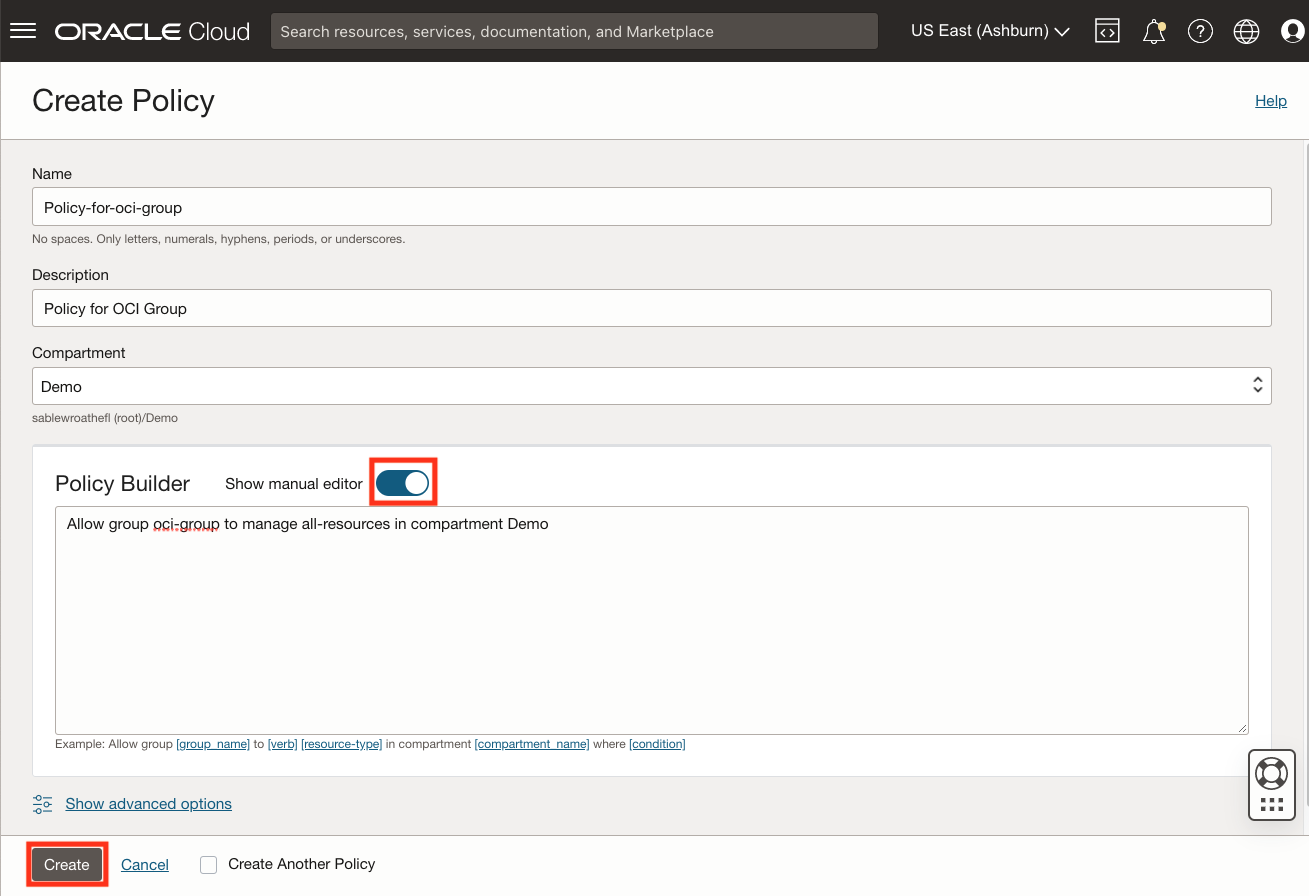 ORACLE Cloud
Search resources, services, documentation, and Marketplace
US East (Ashburn)
Create Policy
Help
Name
Policy-for-oci-group
No spaces. Only letters, numerals, hyphens, periods, or underscores.
Description
Policy for OCI Group
Compartment
Demo
sablewroathefl (root)/Demo
Policy Builder
Show manual editor
Allow group oci-group to manage all-resources in compartment Demo
Example: Allow group [group_name] to [verb] [resource-type] in compartment [compartment_name] where [condition]
Show advanced options
Create
Cancel
Create Another Policy